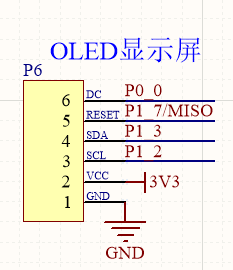 OLED显示屏
P6
6 DC P0_0
5 RESET P1_7/MISO
4 SDA P1_3
3 SCL P1_2
2 VCC 3V3
1 GND
GND